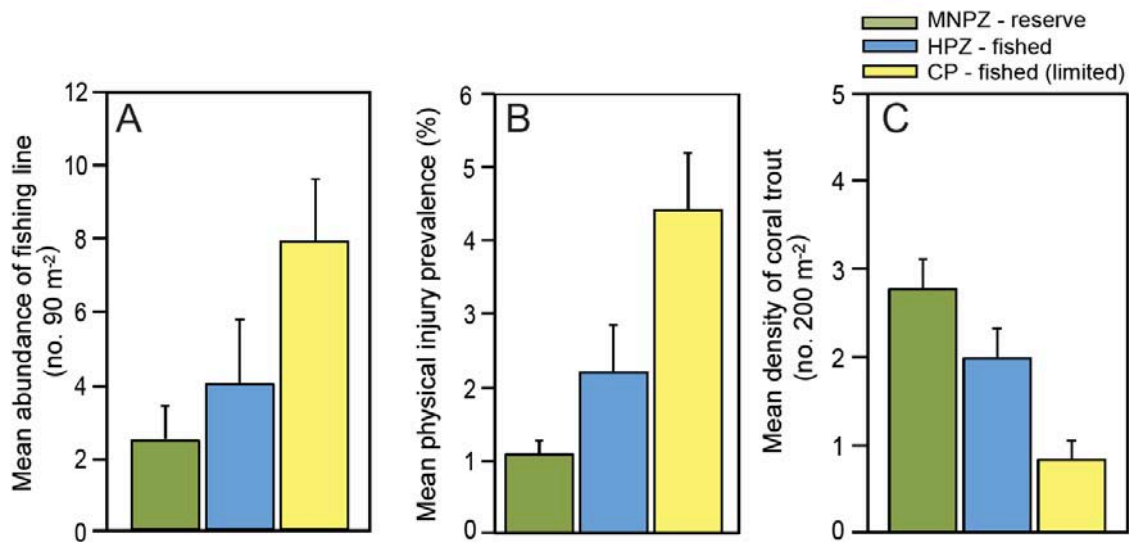 MNPZ - reserve
HPZ - fished
CP - fished (limited)
A
Mean abundance of fishing line
(no. 90 m-2)
12
10
8
6
4
2
0
B
Mean physical injury prevalence (%)
6
5
4
3
2
1
0
C
Mean density of coral trout
(no. 200 m-2)
5
4
3
2
1
0